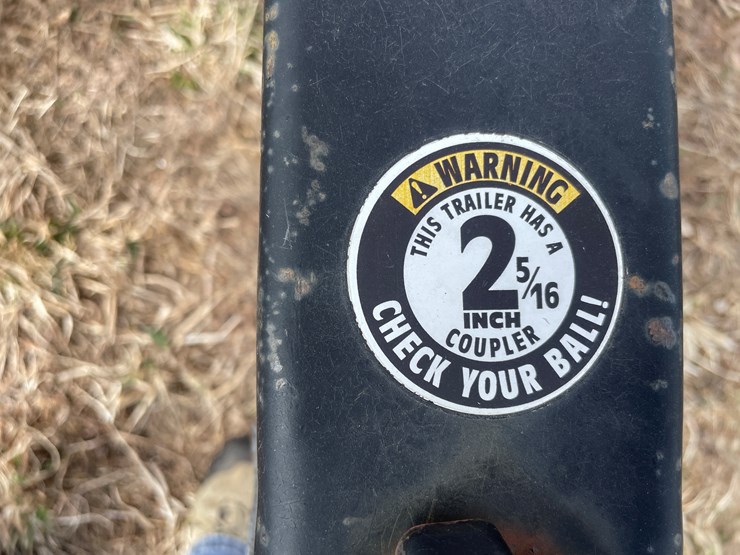 WARNING
THIS TRAILER HAS A
2 5/16
INCH
COUPLER
CHECK YOUR BALL!